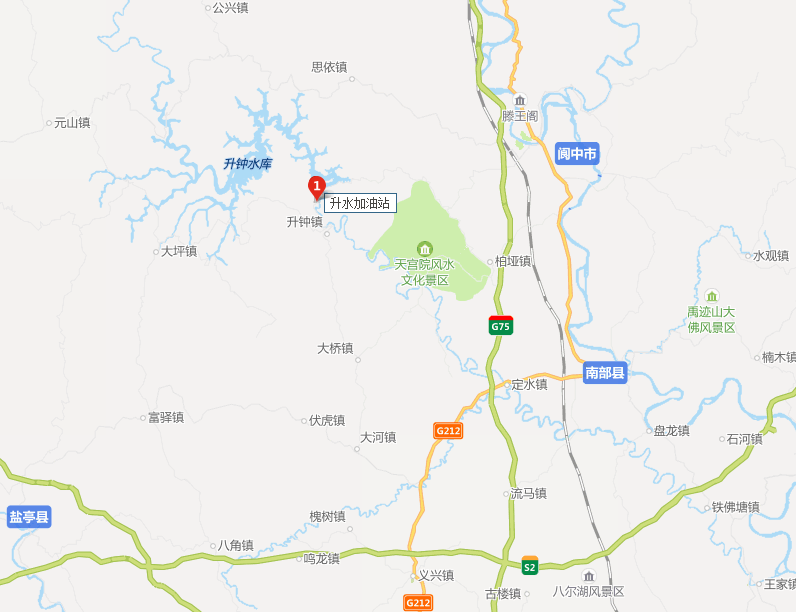 公兴镇
思依镇
滕王阁
元山镇
阆中市
升钟水库
1
升水加油站
升钟镇
大坪镇
天宫院风水
文化景区
柏垭镇
水观镇
禹迹山大
佛风景区
G75
大桥镇
楠木镇
南部县
定水镇
富驿镇
伏虎镇
G212
大河镇
盘龙镇
石河镇
流马镇
铁佛塘镇
盐亭县
槐树镇
八角镇
鸣龙镇
S2
义兴镇
古楼镇
八尔湖风景区
王家镇
G212